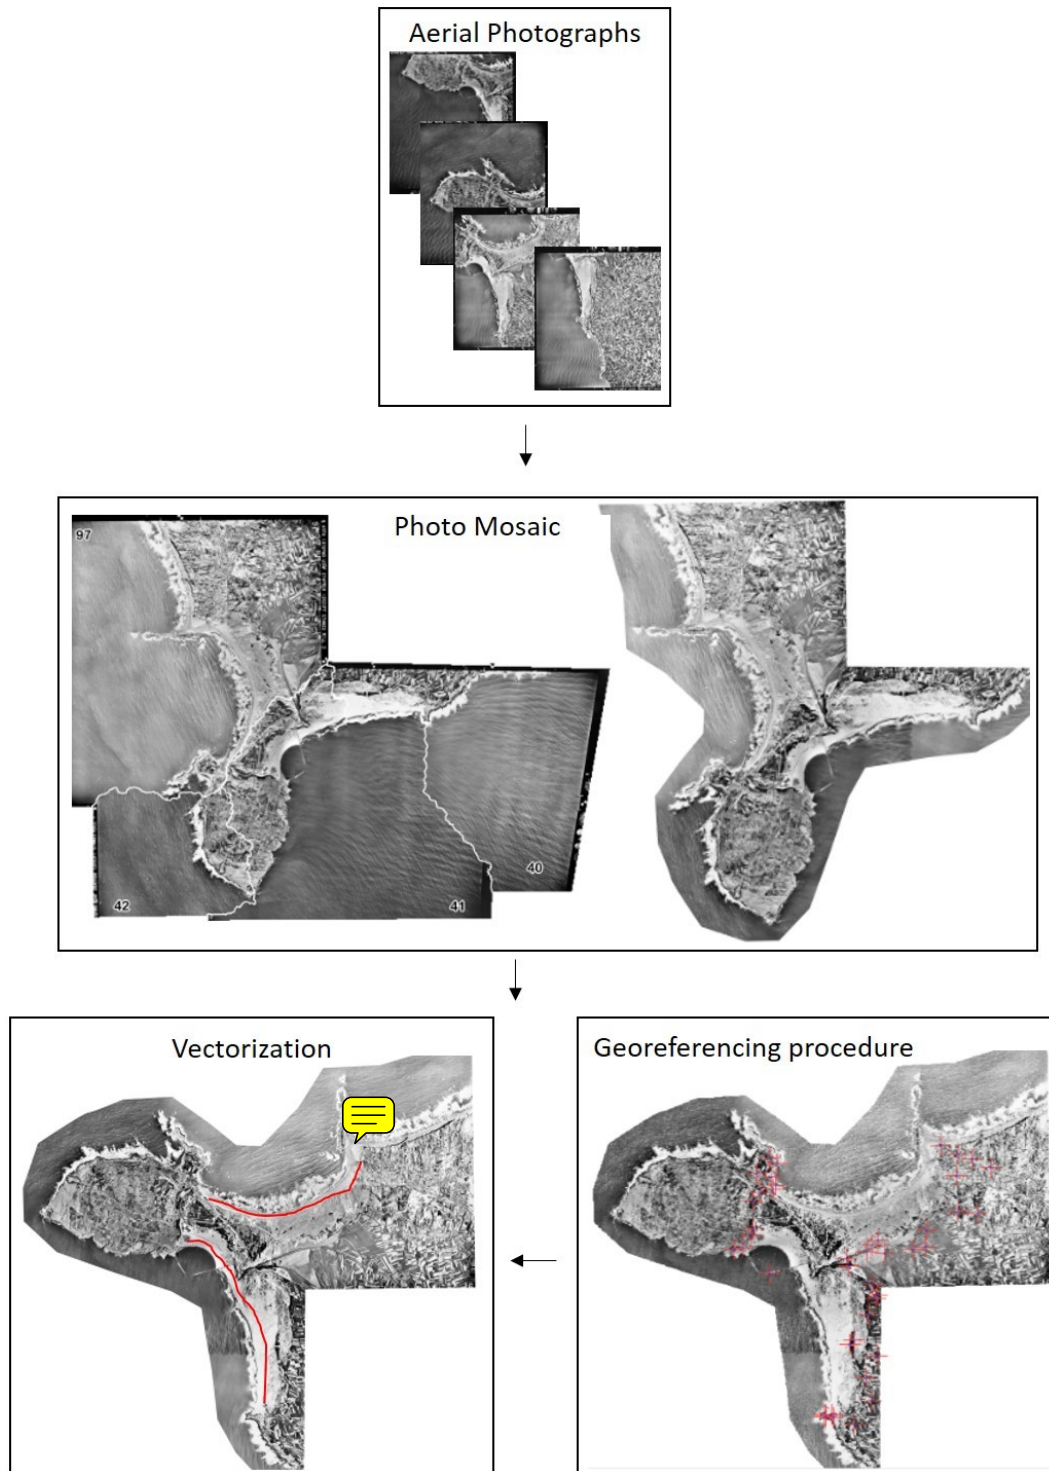 Aerial Photographs
Photo Mosaic
97
42
41
40
Vectorization
Georeferencing procedure